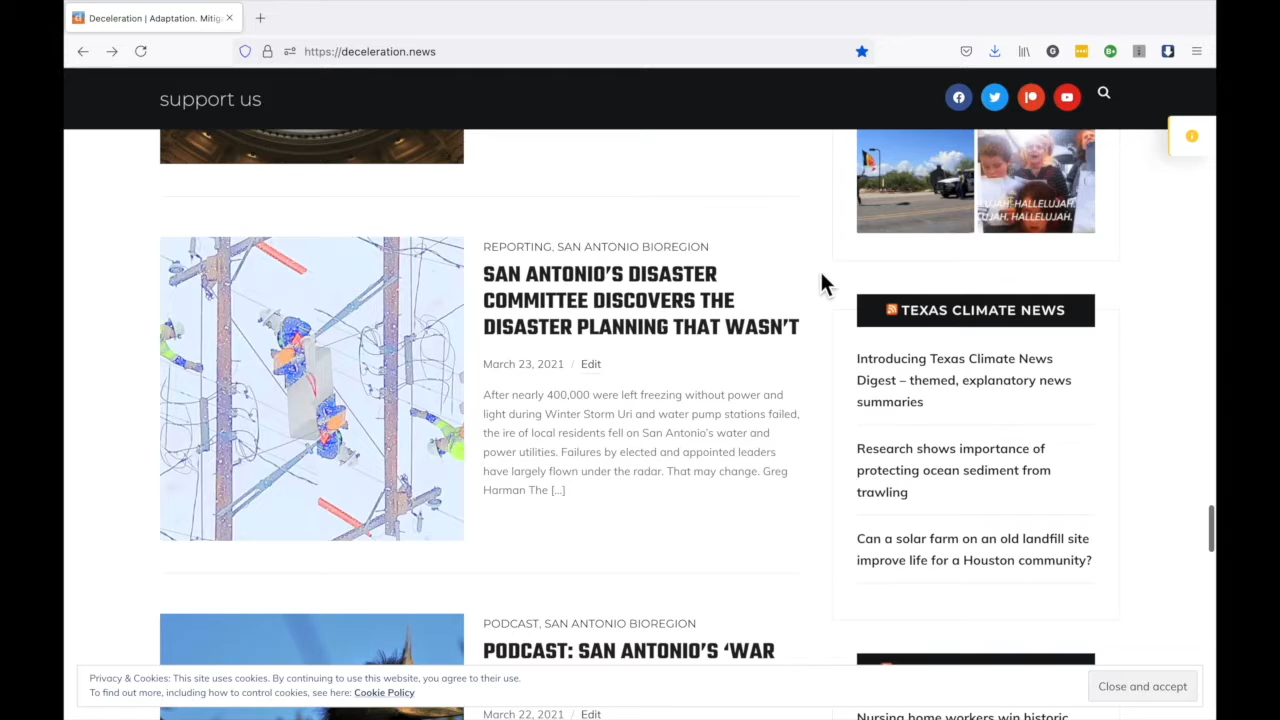 Deceleration | Adaptation. Mitig
https://deceleration.news
support us
REPORTING, SAN ANTONIO BIOREGION
SAN ANTONIO'S DISASTER
COMMITTEE DISCOVERS THE
DISASTER PLANNING THAT WASN'T
March 23, 2021 / Edit
After nearly 400,000 were left freezing without power and
light during Winter Storm Uri and water pump stations failed,
the ire of local residents fell on San Antonio's water and
power utilities. Failures by elected and appointed leaders
have largely flown under the radar. That may change. Greg
Harman The […]
PODCAST, SAN ANTONIO BIOREGION
PODCAST: SAN ANTONIO'S 'WAR
March 22, 2021 / Edit
HALLELUJAH.
HALLELUJAH.
TEXAS CLIMATE NEWS
Introducing Texas Climate News
Digest – themed, explanatory news
summaries
Research shows importance of
protecting ocean sediment from
trawling
Can a solar farm on an old landfill site
improve life for a Houston community?
Nursing home workers win historic
Privacy & Cookies: This site uses cookies. By continuing to use this website, you agree to their use.
To find out more, including how to control cookies, see here: Cookie Policy
Close and accept